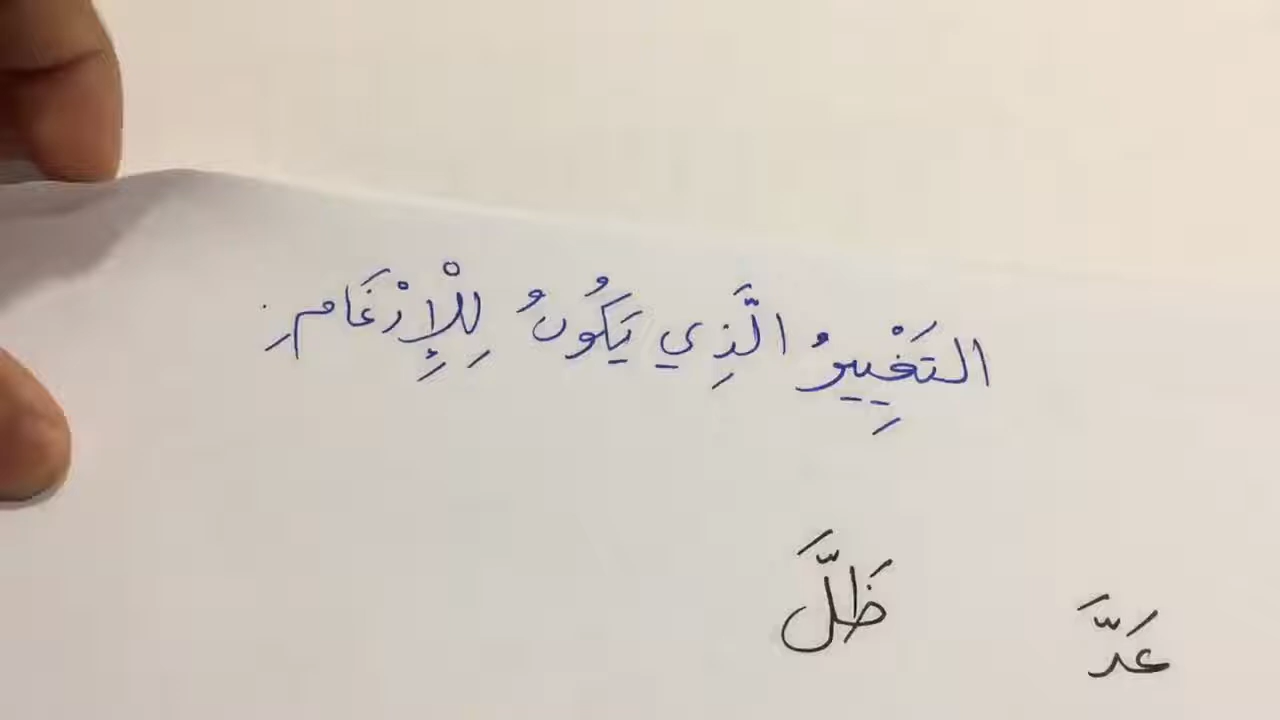 التَغْيِيرُ الَّذِي يَكُونُ لِلْإِدْغَامِ.
عَدَّ ظَلَّ